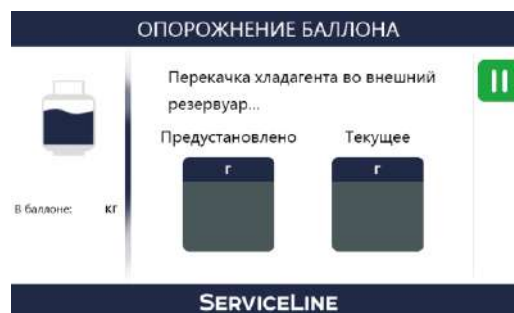 ОПОРОЖНЕНИЕ БАЛЛОНА
Перекачка хладагента во внешний
резервуар...
Предустановлено Текущее
г г
В баллоне: кг
SERVICELINE